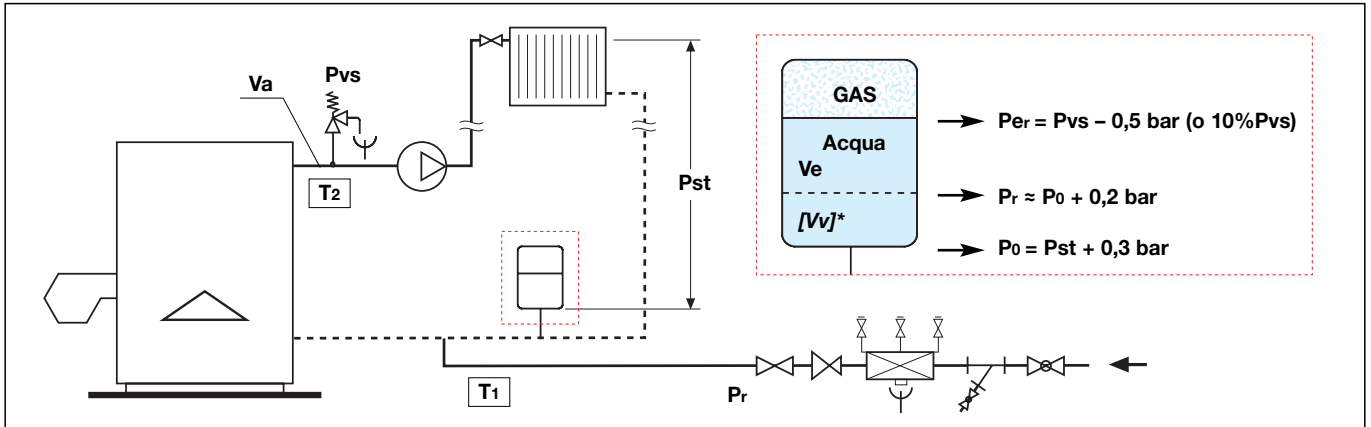 Va
Pvs
T2
Pst
GAS
Acqua
Ve
[Vv]*
Per = Pvs – 0,5 bar (o 10%Pvs)
Pr ≈ P0 + 0,2 bar
P0 = Pst + 0,3 bar
T1
Pr